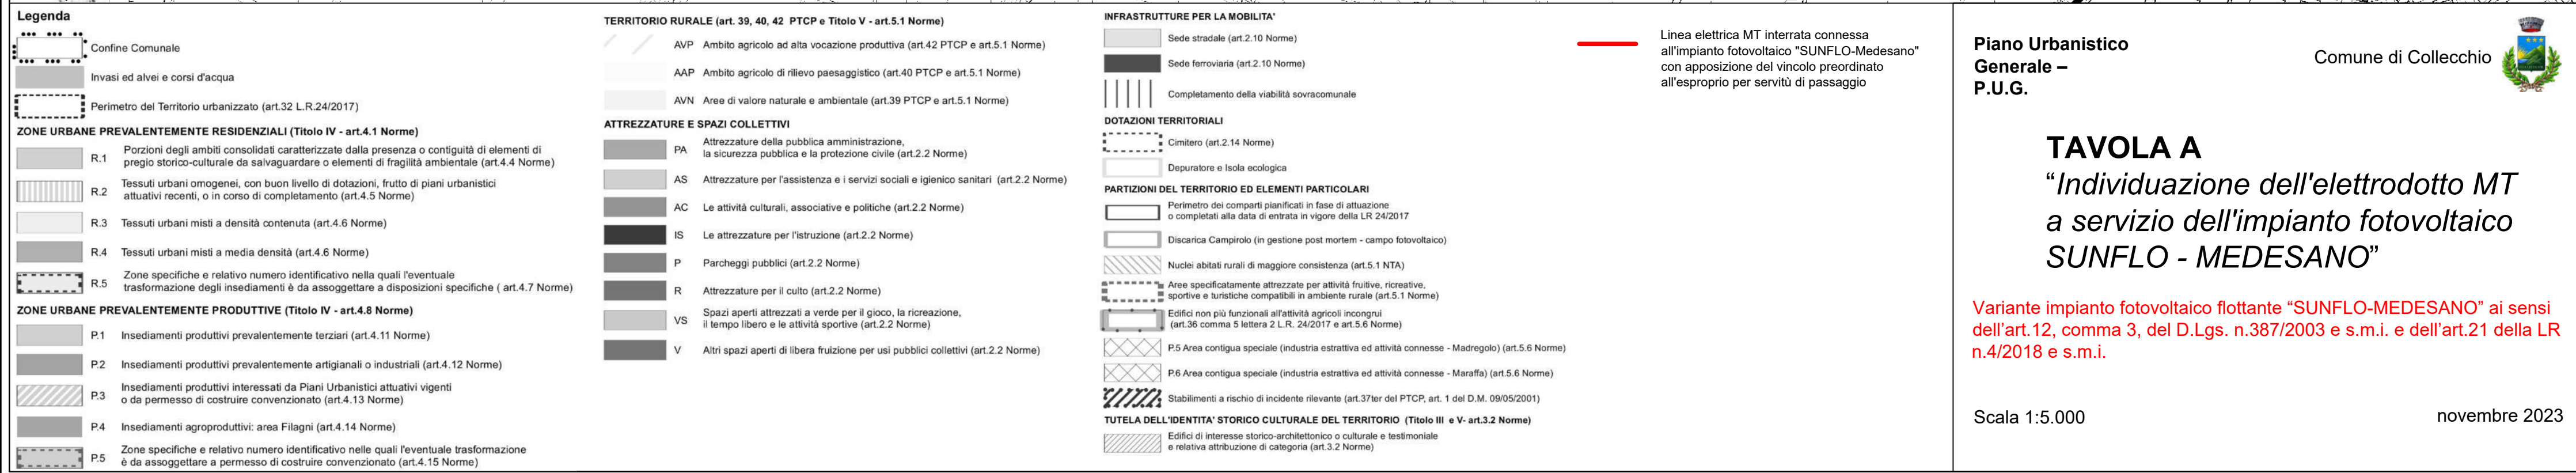 Legenda
Confine Comunale
Invasi ed alvei e corsi d'acqua
Perimetro del Territorio urbanizzato (art.32 L.R.24/2017)
ZONE URBANE PREVALENTEMENTE RESIDENZIALI (Titolo IV - art.4.1 Norme)
R.1 Porzioni degli ambiti consolidati caratterizzate dalla presenza o contiguità di elementi di
pregio storico-culturale da salvaguardare o elementi di fragilità ambientale (art.4.4 Norme)
R.2 Tessuti urbani omogenei, con buon livello di dotazioni, frutto di piani urbanistici
attuativi recenti, o in corso di completamento (art.4.5 Norme)
R.3 Tessuti urbani misti a densità contenuta (art.4.6 Norme)
R.4 Tessuti urbani misti a media densità (art.4.6 Norme)
R.5 Zone specifiche e relativo numero identificativo nella quali l'eventuale
trasformazione degli insediamenti è da assoggettare a disposizioni specifiche ( art.4.7 Norme)
ZONE URBANE PREVALENTEMENTE PRODUTTIVE (Titolo IV - art.4.8 Norme)
P.1 Insediamenti produttivi prevalentemente terziari (art.4.11 Norme)
P.2 Insediamenti produttivi prevalentemente artigianali o industriali (art.4.12 Norme)
P.3 Insediamenti produttivi interessati da Piani Urbanistici attuativi vigenti
o da permesso di costruire convenzionato (art.4.13 Norme)
P.4 Insediamenti agroproduttivi: area Filagni (art.4.14 Norme)
P.5 Zone specifiche e relativo numero identificativo nelle quali l'eventuale trasformazione
è da assoggettare a permesso di costruire convenzionato (art.4.15 Norme)
TERRITORIO RURALE (art. 39, 40, 42 PTCP e Titolo V - art.5.1 Norme)
AVP Ambito agricolo ad alta vocazione produttiva (art.42 PTCP e art.5.1 Norme)
AAP Ambito agricolo di rilievo paesaggistico (art.40 PTCP e art.5.1 Norme)
AVN Aree di valore naturale e ambientale (art.39 PTCP e art.5.1 Norme)
ATTREZZATURE E SPAZI COLLETTIVI
PA Attrezzature della pubblica amministrazione,
la sicurezza pubblica e la protezione civile (art.2.2 Norme)
AS Attrezzature per l'assistenza e i servizi sociali e igienico sanitari (art.2.2 Norme)
AC Le attività culturali, associative e politiche (art.2.2 Norme)
IS Le attrezzature per l'istruzione (art.2.2 Norme)
P Parcheggi pubblici (art.2.2 Norme)
R Attrezzature per il culto (art.2.2 Norme)
VS Spazi aperti attrezzati a verde per il gioco, la ricreazione,
il tempo libero e le attività sportive (art.2.2 Norme)
V Altri spazi aperti di libera fruizione per usi pubblici collettivi (art.2.2 Norme)
INFRASTRUTTURE PER LA MOBILITA'
Sede stradale (art.2.10 Norme)
Sede ferroviaria (art.2.10 Norme)
Completamento della viabilità sovracomunale
DOTAZIONI TERRITORIALI
Cimitero (art.2.14 Norme)
Depuratore e Isola ecologica
PARTIZIONI DEL TERRITORIO ED ELEMENTI PARTICOLARI
Perimetro dei comparti pianificati in fase di attuazione
o completati alla data di entrata in vigore della LR 24/2017
Discarica Campirolo (in gestione post mortem - campo fotovoltaico)
Nuclei abitati rurali di maggiore consistenza (art.5.1 NTA)
Aree specificatamente attrezzate per attività fruitive, ricreative,
sportive e turistiche compatibili in ambiente rurale (art.5.1 Norme)
Edifici non più funzionali all'attività agricoli incongrui
(art.36 comma 5 lettera 2 L.R. 24/2017 e art.5.6 Norme)
P.5 Area contigua speciale (industria estrattiva ed attività connesse - Madregolo) (art.5.6 Norme)
P.6 Area contigua speciale (industria estrattiva ed attività connesse - Maraffa) (art.5.6 Norme)
Stabilimenti a rischio di incidente rilevante (art.37ter del PTCP, art. 1 del D.M. 09/05/2001)
TUTELA DELL'IDENTITA' STORICO CULTURALE DEL TERRITORIO (Titolo III e V- art.3.2 Norme)
Edifici di interesse storico-architettonico o culturale e testimoniale
e relativa attribuzione di categoria (art.3.2 Norme)
Linea elettrica MT interrata connessa
all'impianto fotovoltaico "SUNFLO-Medesano"
con apposizione del vincolo preordinato
all'esproprio per servitù di passaggio
Piano Urbanistico
Generale –
P.U.G.
Comune di Collecchio
TAVOLA A
“Individuazione dell'elettrodotto MT
a servizio dell'impianto fotovoltaico
SUNFLO - MEDESANO”
Variante impianto fotovoltaico flottante “SUNFLO-MEDESANO” ai sensi
dell’art.12, comma 3, del D.Lgs. n.387/2003 e s.m.i. e dell’art.21 della LR
n.4/2018 e s.m.i.
Scala 1:5.000
novembre 2023